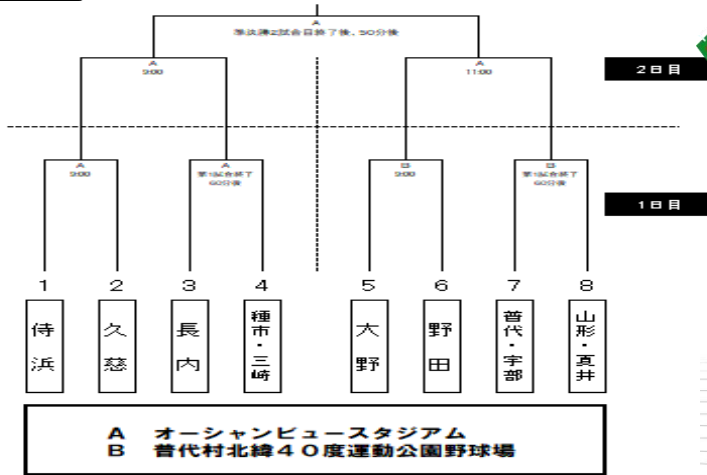 A
準決勝2試合目終了後、50分後
A
9:00
A
11:00
2日目
A
9:00
A
第1試合終了
60分後
B
9:00
B
第1試合終了
60分後
1日目
1 2 3 4 5 6 7 8
侍浜
久慈
長内
種市・三崎
大野
野田
普代・宇部
山形・夏井
A オーシャンビュースタジアム
B 普代村北緯40度運動公園野球場